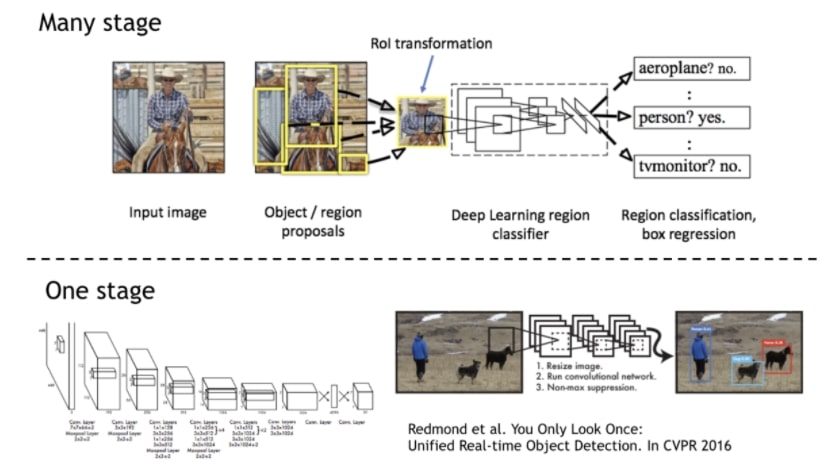 Many stage
RoI transformation
aeroplane? no.
:
person? yes.
:
tvmonitor? no.
Input image
Object / region
proposals
Deep Learning region
classifier
Region classification,
box regression
One stage
1. Resize image.
2. Run convolutional network.
3. Non-max suppression.
Conv. Layer
7x7x64-s-2
Maxpool Layer
2x2-s-2
Conv. Layer
3x3x192
Maxpool Layer
2x2-s-2
Conv. Layers
1x1x128
3x3x256
1x1x256
3x3x512
Maxpool Layer
2x2-s-2
Conv. Layers
1x1x256
3x3x512
1x1x512
3x3x1024
Maxpool Layer
2x2-s-2
Conv. Layers
1x1x512
3x3x1024
3x3x1024
3x3x1024
Conv. Layers
3x3x1024
3x3x1024
Conn. Layer
Conn. Layer
Redmond et al. You Only Look Once:
Unified Real-time Object Detection. In CVPR 2016